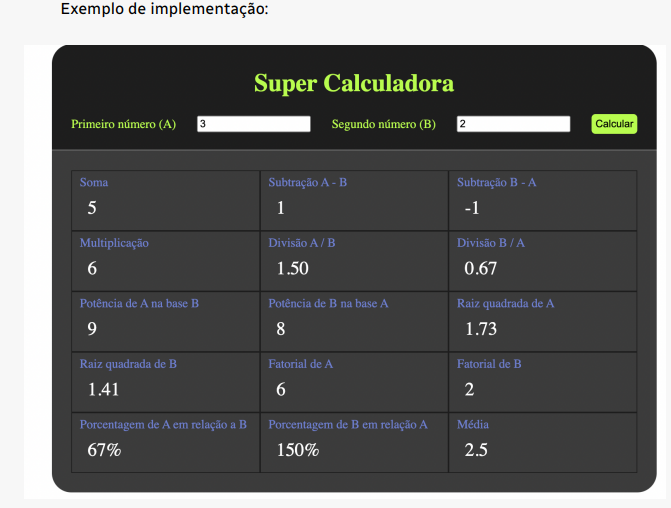 Exemplo de implementação:
Super Calculadora
Primeiro número (A) 3 Segundo número (B) 2 Calcular
Soma Subtração A - B Subtração B - A
5 1 -1
Multiplicação Divisão A / B Divisão B / A
6 1.50 0.67
Potência de A na base B Potência de B na base A Raiz quadrada de A
9 8 1.73
Raiz quadrada de B Fatorial de A Fatorial de B
1.41 6 2
Porcentagem de A em relação a B Porcentagem de B em relação A Média
67% 150% 2.5